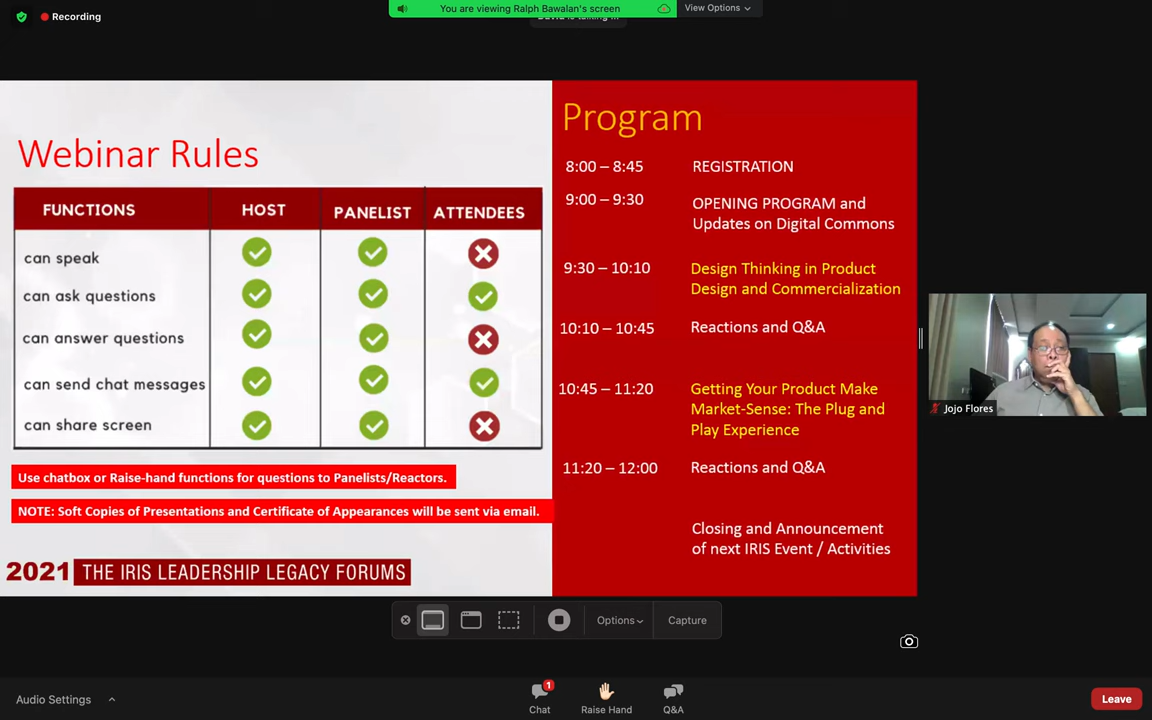 Recording
You are viewing Ralph Bawalan's screen
View Options
David is talking...
Webinar Rules
FUNCTIONS HOST PANELIST ATTENDEES
can speak
can ask questions
can answer questions
can send chat messages
can share screen
Use chatbox or Raise-hand functions for questions to Panelists/Reactors.
NOTE: Soft Copies of Presentations and Certificate of Appearances will be sent via email.
2021 THE IRIS LEADERSHIP LEGACY FORUMS
Program
8:00 – 8:45 REGISTRATION
9:00 – 9:30 OPENING PROGRAM and
Updates on Digital Commons
9:30 – 10:10 Design Thinking in Product
Design and Commercialization
10:10 – 10:45 Reactions and Q&A
10:45 – 11:20 Getting Your Product Make
Market-Sense: The Plug and
Play Experience
11:20 – 12:00 Reactions and Q&A
Closing and Announcement
of next IRIS Event / Activities
Jojo Flores
Options
Capture
Audio Settings
1
Chat
Raise Hand
Q&A
Leave